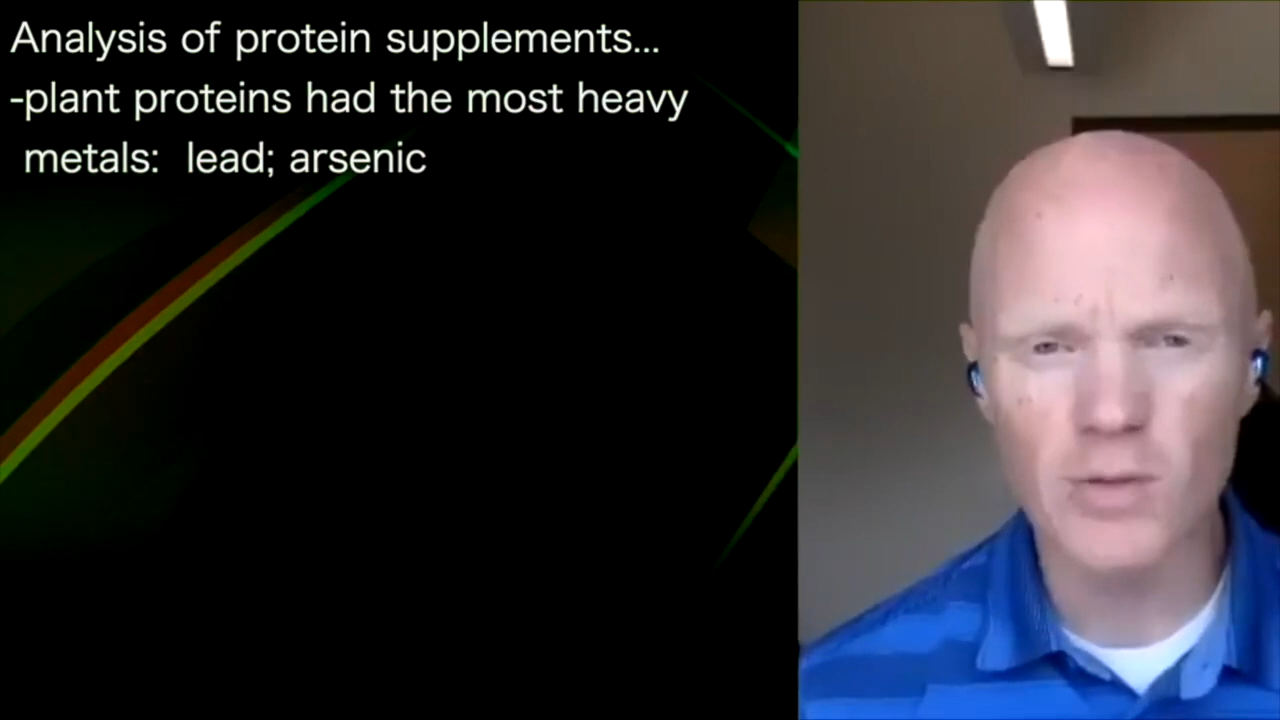 Analysis of protein supplements...
-plant proteins had the most heavy
metals: lead; arsenic